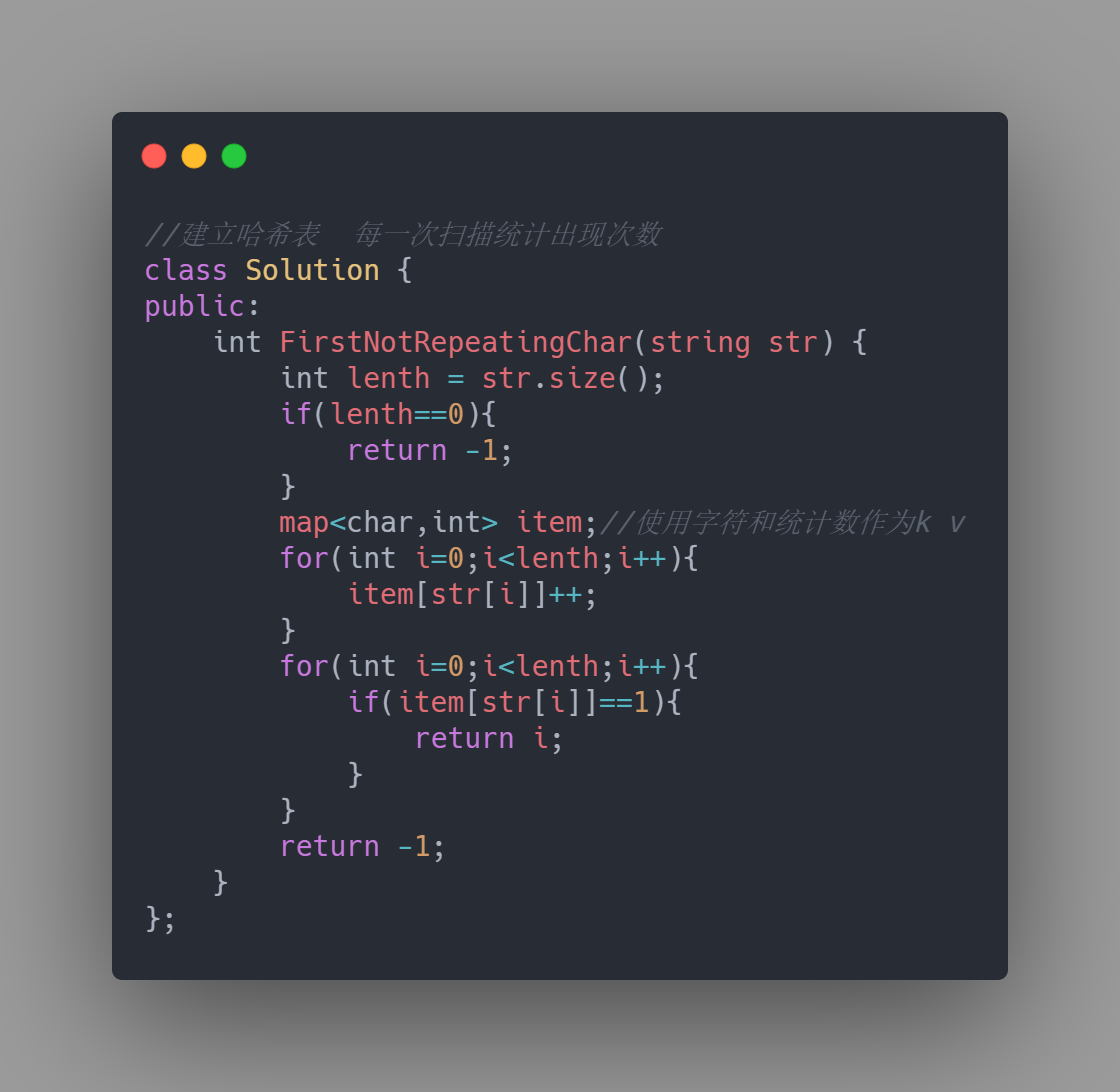 //建立哈希表  每一次扫描统计出现次数
class Solution {
public:
    int FirstNotRepeatingChar(string str) {
        int lenth = str.size();
        if(lenth==0){
            return -1;
        }
        map<char,int> item;//使用字符和统计数作为k v
        for(int i=0;i<lenth;i++){
            item[str[i]]++;
        }
        for(int i=0;i<lenth;i++){
            if(item[str[i]]==1){
                return i;
            }
        }
        return -1;
    }
};